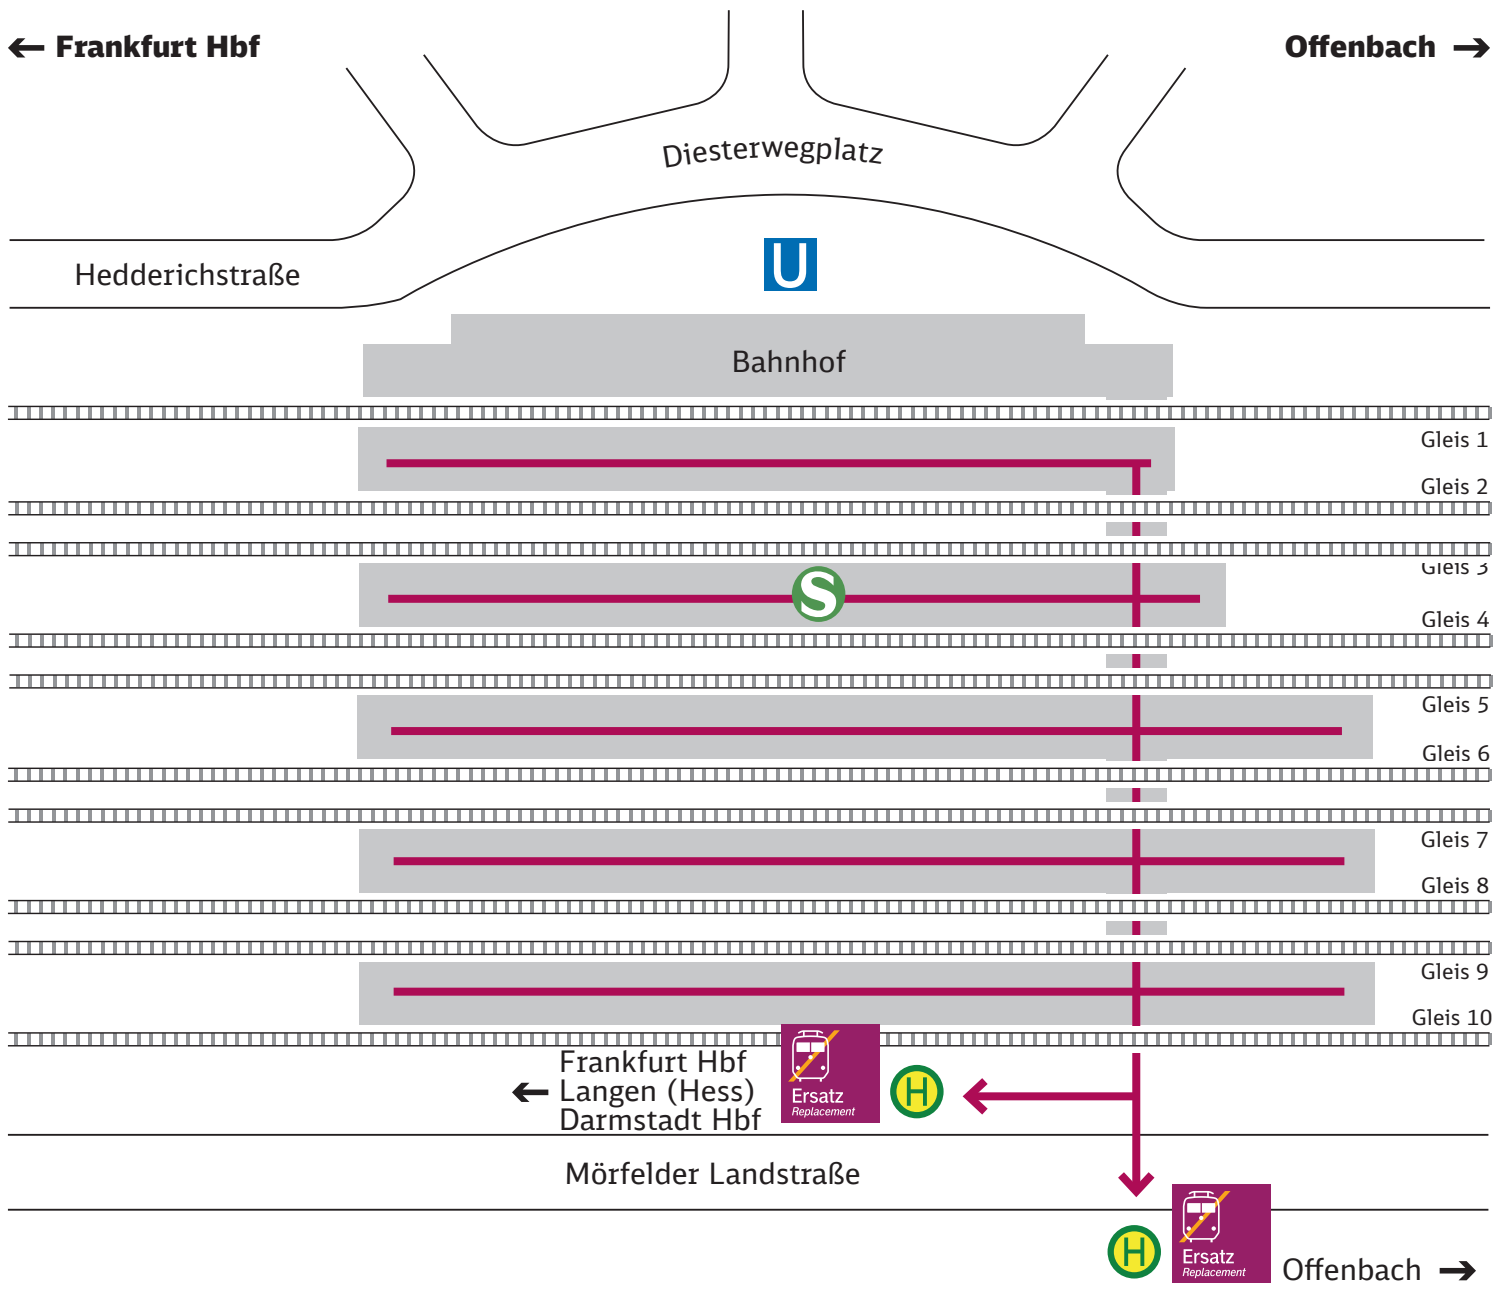 ← Frankfurt Hbf
Offenbach →
Diesterwegplatz
Hedderichstraße
U
Bahnhof
Gleis 1
Gleis 2
Gleis 3
S
Gleis 4
Gleis 5
Gleis 6
Gleis 7
Gleis 8
Gleis 9
Gleis 10
Frankfurt Hbf
← Langen (Hess)
Darmstadt Hbf
Ersatz
Replacement
H
Mörfelder Landstraße
H
Ersatz
Replacement
Offenbach →